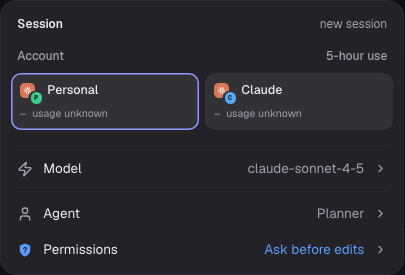 Session new session
Account 5-hour use
Personal Claude
P C
– usage unknown – usage unknown
Model claude-sonnet-4-5
Agent Planner
? Permissions Ask before edits